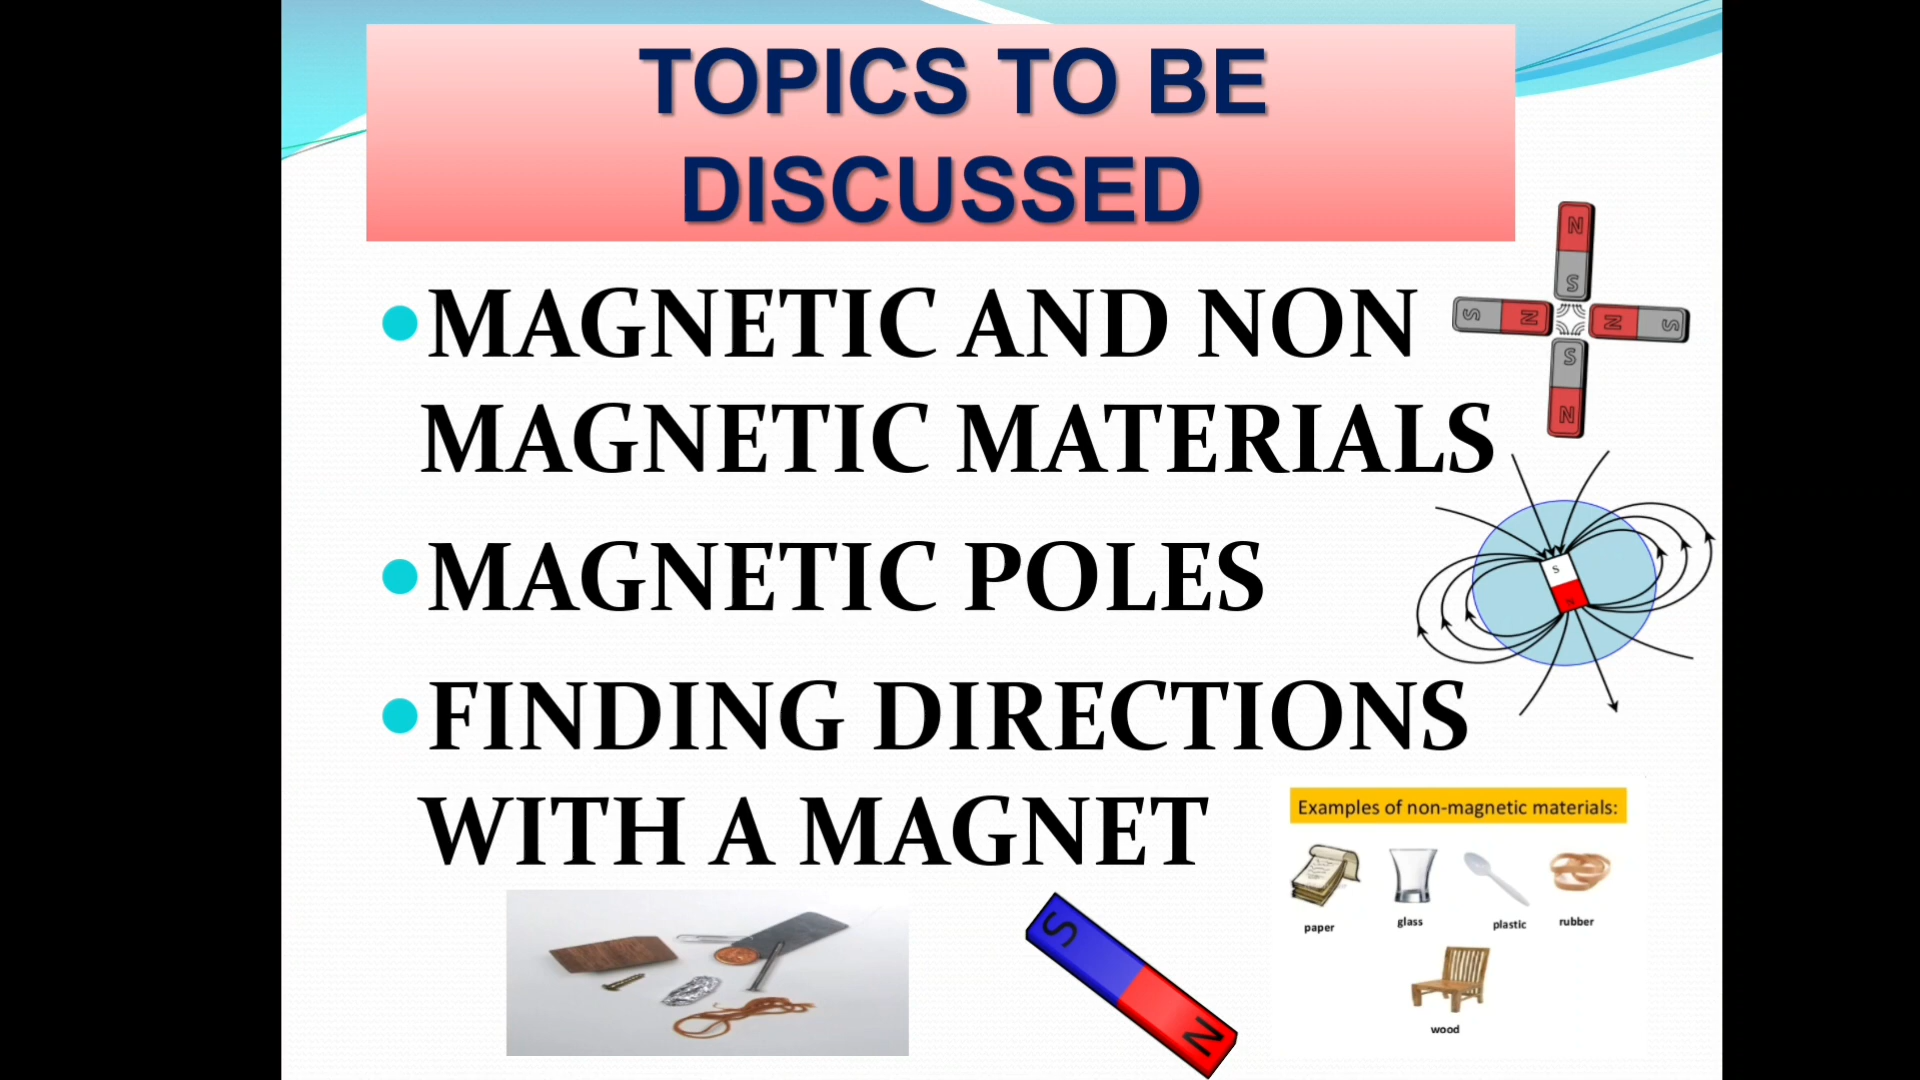 TOPICS TO BE
DISCUSSED
MAGNETIC AND NON
MAGNETIC MATERIALS
MAGNETIC POLES
FINDING DIRECTIONS
WITH A MAGNET
N
S
S
N
N
S
S
N
S
N
S
N
Examples of non-magnetic materials:
paper
glass
plastic
rubber
wood